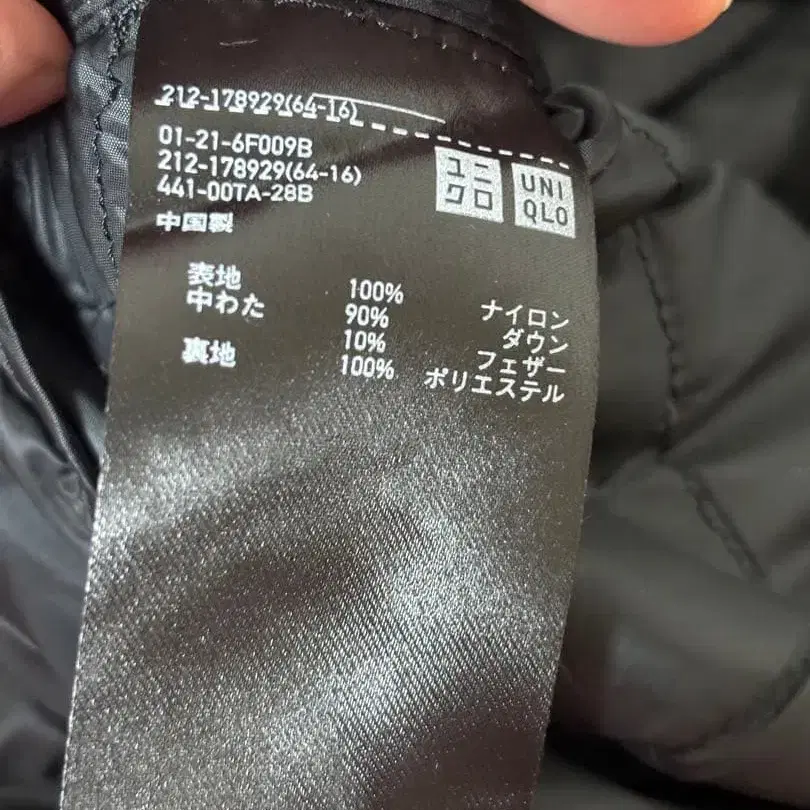 212-178929(64-16)
01-21-6F009B
212-178929(64-16)
441-00TA-28B
中国製
ユニクロ
UNIQLO
表地 100% ナイロン
中わた 90% ダウン
10% フェザー
裏地 100% ポリエステル